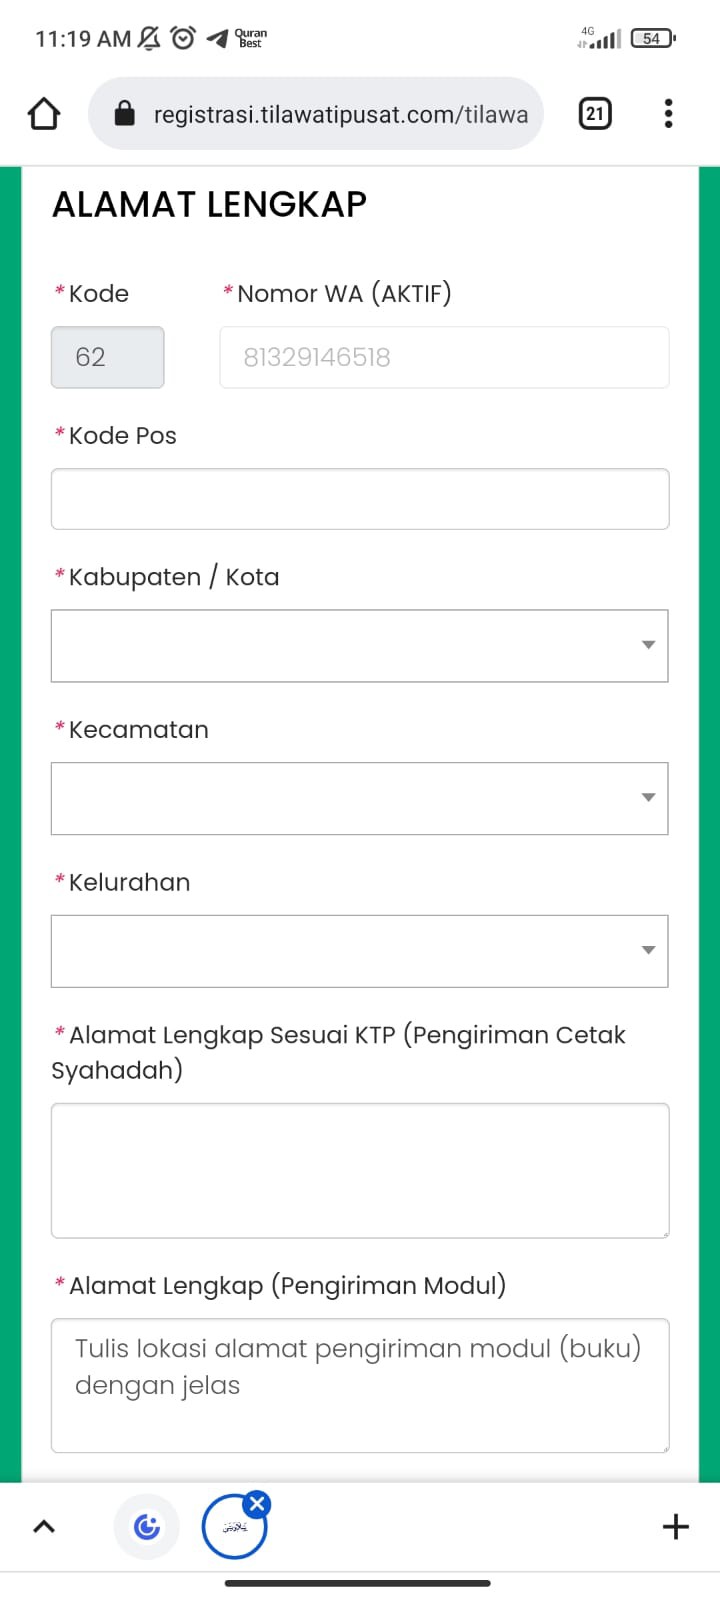 11:19 AM
Quran
Best
4G
54
registrasi.tilawatipusat.com/tilawa
21
ALAMAT LENGKAP
*Kode
*Nomor WA (AKTIF)
62
81329146518
*Kode Pos
*Kabupaten / Kota
*Kecamatan
*Kelurahan
*Alamat Lengkap Sesuai KTP (Pengiriman Cetak
Syahadah)
*Alamat Lengkap (Pengiriman Modul)
Tulis lokasi alamat pengiriman modul (buku)
dengan jelas